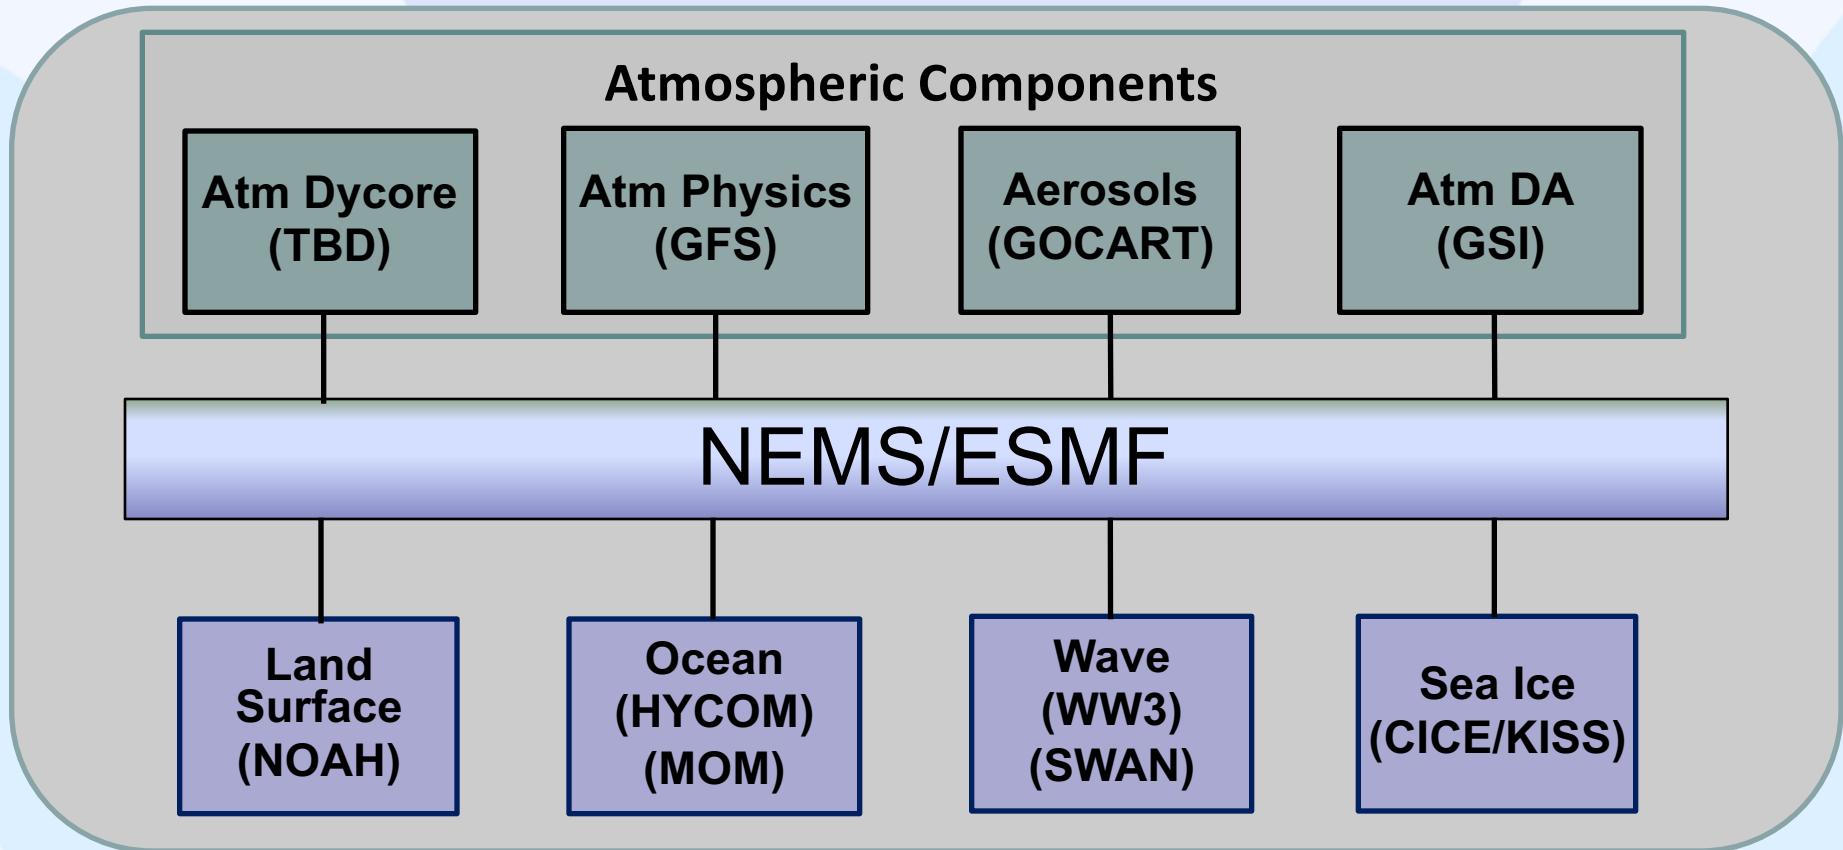 Atmospheric Components
Atm Dycore
(TBD)
Atm Physics
(GFS)
Aerosols
(GOCART)
Atm DA
(GSI)
NEMS/ESMF
Land
Surface
(NOAH)
Ocean
(HYCOM)
(MOM)
Wave
(WW3)
(SWAN)
Sea Ice
(CICE/KISS)